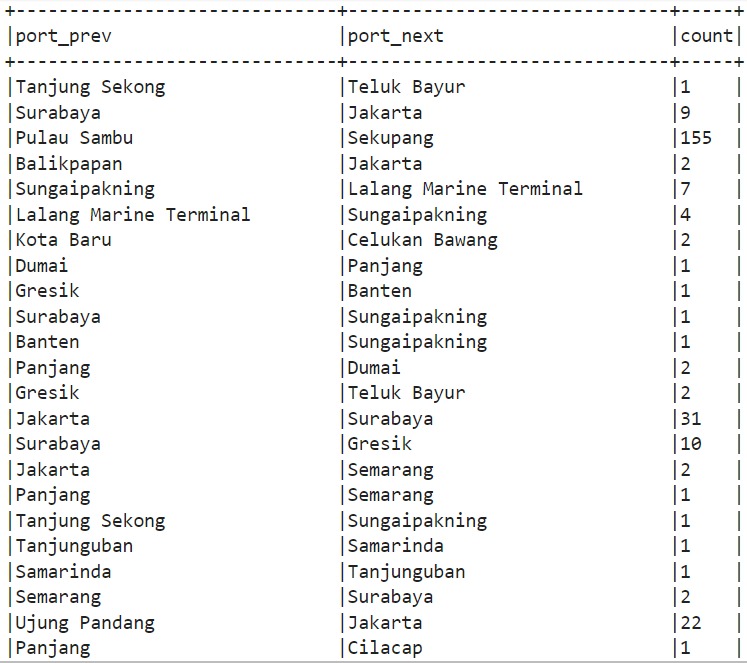 +-----------------------------+-----------------------------+-----+
|port_prev                    |port_next                    |count|
+-----------------------------+-----------------------------+-----+
|Tanjung Sekong               |Teluk Bayur                  |1    |
|Surabaya                     |Jakarta                      |9    |
|Pulau Sambu                  |Sekupang                     |155  |
|Balikpapan                   |Jakarta                      |2    |
|Sungaipakning                |Lalang Marine Terminal       |7    |
|Lalang Marine Terminal       |Sungaipakning                |4    |
|Kota Baru                    |Celukan Bawang               |2    |
|Dumai                        |Panjang                      |1    |
|Gresik                       |Banten                       |1    |
|Surabaya                     |Sungaipakning                |1    |
|Banten                       |Sungaipakning                |1    |
|Panjang                      |Dumai                        |2    |
|Gresik                       |Teluk Bayur                  |2    |
|Jakarta                      |Surabaya                     |31   |
|Surabaya                     |Gresik                       |10   |
|Jakarta                      |Semarang                     |2    |
|Panjang                      |Semarang                     |1    |
|Tanjung Sekong               |Sungaipakning                |1    |
|Tanjunguban                  |Samarinda                    |1    |
|Samarinda                    |Tanjunguban                  |1    |
|Semarang                     |Surabaya                     |2    |
|Ujung Pandang                |Jakarta                      |22   |
|Panjang                      |Cilacap                      |1    |